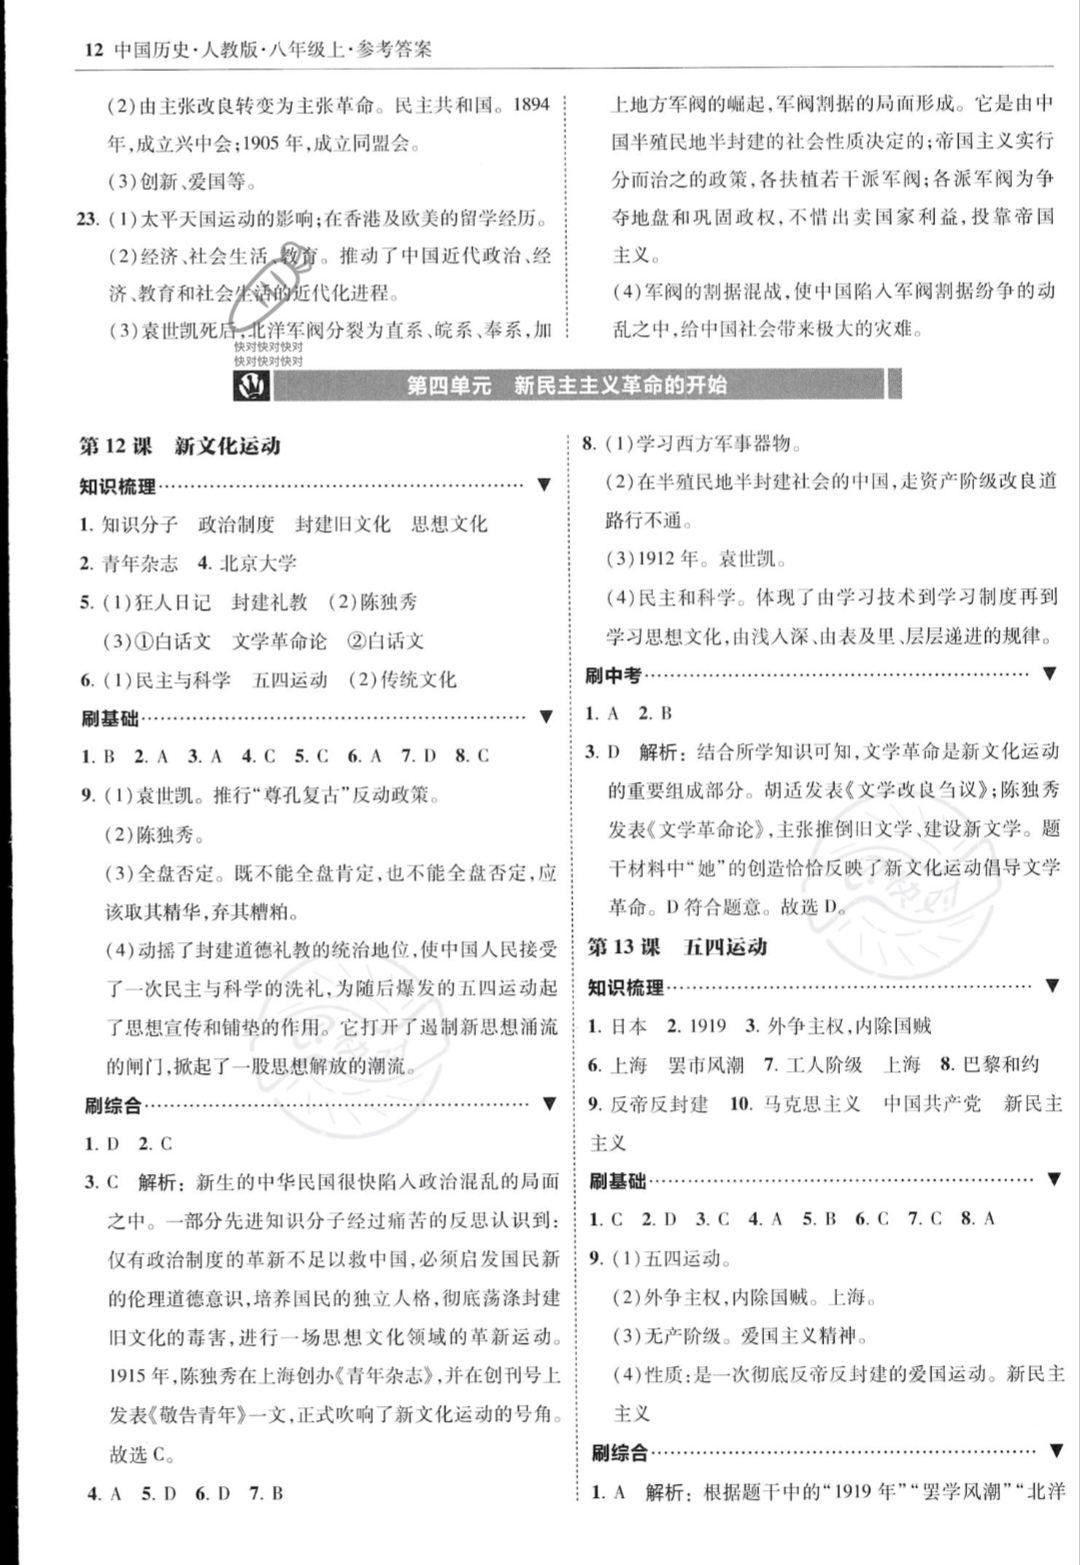 12 中国历史·人教版·八年级上·参考答案
(2)由主张改良转变为主张革命。民主共和国。1894
年,成立兴中会;1905 年,成立同盟会。
(3)创新、爱国等。
23. (1)太平天国运动的影响;在香港及欧美的留学经历。
(2)经济、社会生活、教育。推动了中国近代政治、经
济、教育和社会生活的近代化进程。
(3)袁世凯死后,北洋军阀分裂为直系、皖系、奉系,加
快对快对快对
快对快对快对
上地方军阀的崛起,军阀割据的局面形成。它是由中
国半殖民地半封建的社会性质决定的;帝国主义实行
分而治之的政策,各扶植若干派军阀;各派军阀为争
夺地盘和巩固政权,不惜出卖国家利益,投靠帝国
主义。
(4)军阀的割据混战,使中国陷入军阀割据纷争的动
乱之中,给中国社会带来极大的灾难。
第四单元 新民主主义革命的开始
第 12 课 新文化运动
知识梳理
1. 知识分子 政治制度 封建旧文化 思想文化
2. 青年杂志 4. 北京大学
5. (1)狂人日记 封建礼教 (2)陈独秀
(3)①白话文 文学革命论 ②白话文
6. (1)民主与科学 五四运动 (2)传统文化
刷基础
1. B 2. A 3. A 4. C 5. C 6. A 7. D 8. C
9. (1)袁世凯。推行“尊孔复古”反动政策。
(2)陈独秀。
(3)全盘否定。既不能全盘肯定,也不能全盘否定,应
该取其精华,弃其糟粕。
(4)动摇了封建道德礼教的统治地位,使中国人民接受
了一次民主与科学的洗礼,为随后爆发的五四运动起
了思想宣传和铺垫的作用。它打开了遏制新思想涌流
的闸门,掀起了一股思想解放的潮流。
刷综合
1. D 2. C
3. C 解析：新生的中华民国很快陷入政治混乱的局面
之中。一部分先进知识分子经过痛苦的反思认识到:
仅有政治制度的革新不足以救中国,必须启发国民新
的伦理道德意识,培养国民的独立人格,彻底荡涤封建
旧文化的毒害,进行一场思想文化领域的革新运动。
1915 年,陈独秀在上海创办《青年杂志》,并在创刊号上
发表《敬告青年》一文,正式吹响了新文化运动的号角。
故选 C。
4. A 5. D 6. D 7. B
8. (1)学习西方军事器物。
(2)在半殖民地半封建社会的中国,走资产阶级改良道
路行不通。
(3)1912 年。袁世凯。
(4)民主和科学。体现了由学习技术到学习制度再到
学习思想文化,由浅入深、由表及里、层层递进的规律。
刷中考
1. A 2. B
3. D 解析：结合所学知识可知,文学革命是新文化运动
的重要组成部分。胡适发表《文学改良刍议》;陈独秀
发表《文学革命论》,主张推倒旧文学、建设新文学。题
干材料中“她”的创造恰恰反映了新文化运动倡导文学
革命。D 符合题意。故选 D。
第 13 课 五四运动
知识梳理
1. 日本 2. 1919 3. 外争主权,内除国贼
6. 上海 罢市风潮 7. 工人阶级 上海 8. 巴黎和约
9. 反帝反封建 10. 马克思主义 中国共产党 新民主
主义
刷基础
1. C 2. D 3. C 4. A 5. B 6. C 7. C 8. A
9. (1)五四运动。
(2)外争主权,内除国贼。上海。
(3)无产阶级。爱国主义精神。
(4)性质:是一次彻底反帝反封建的爱国运动。新民主
主义
刷综合
1. A 解析：根据题干中的“1919 年”“罢学风潮”“北洋